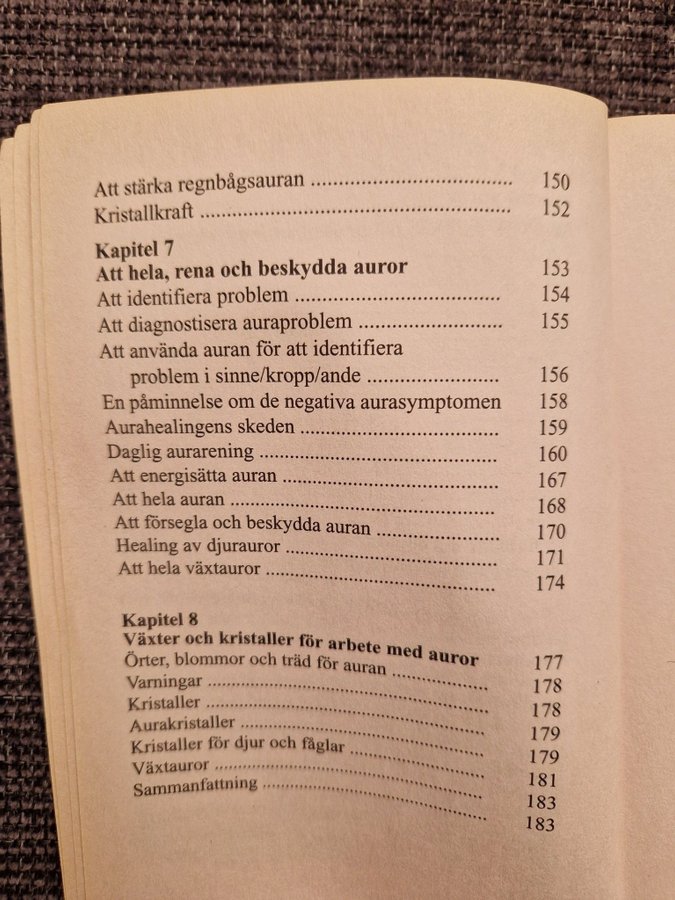 Att stärka regnbågsauran ........................................ 150
Kristallkraft ............................................................. 152
Kapitel 7
Att hela, rena och beskydda auror 153
Att identifiera problem ......................................... 154
Att diagnostisera auraproblem ............................. 155
Att använda auran för att identifiera
problem i sinne/kropp/ande .......................... 156
En påminnelse om de negativa aurasymptomen 158
Aurahealingens skeden ........................................ 159
Daglig aurarening ................................................ 160
Att energisätta auran ............................................ 167
Att hela auran ...................................................... 168
Att försegla och beskydda auran ......................... 170
Healing av djurauror ............................................ 171
Att hela växtauror ................................................ 174
Kapitel 8
Växter och kristaller för arbete med auror 177
Örter, blommor och träd för auran ...................... 178
Varningar ............................................................. 178
Kristaller .............................................................. 179
Aurakristaller ....................................................... 179
Kristaller för djur och fåglar ................................ 181
Växtauror ............................................................. 183
Sammanfattning ................................................... 183